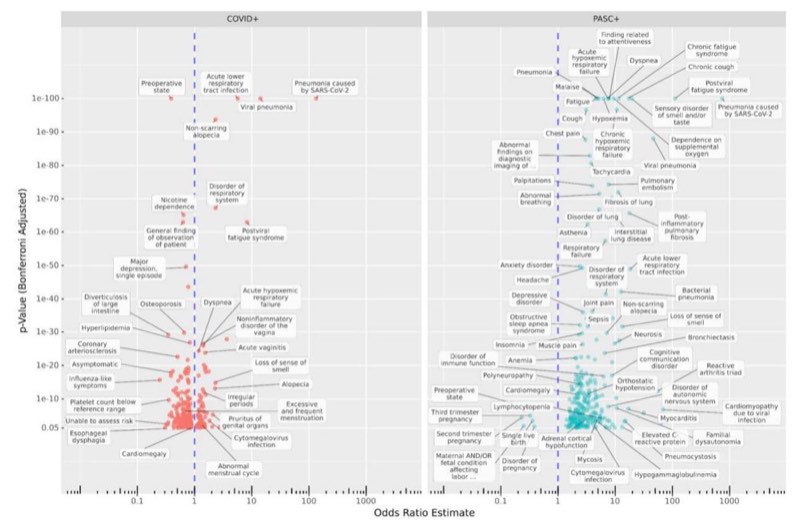 COVID+
PASC+
Preoperative
state
Acute lower
respiratory
tract infection
Pneumonia caused
by SARS-CoV-2
Viral pneumonia
Non-scarring
alopecia
Disorder of
respiratory
system
Nicotine
dependence
General finding
of observation
of patient
Postviral
fatigue syndrome
Major
depression,
single episode
Diverticulosis
of large
intestine
Osteoporosis
Dyspnea
Acute hypoxemic
respiratory
failure
Hyperlipidemia
Noninflammatory
disorder of the
vagina
Coronary
arteriosclerosis
Acute vaginitis
Asymptomatic
Loss of sense of
smell
Influenza-like
symptoms
Alopecia
Platelet count below
reference range
Irregular
periods
Excessive
and frequent
menstruation
Unable to assess risk
Pruritus of
genital organs
Esophageal
dysphagia
Cytomegalovirus
infection
Cardiomegaly
Abnormal
menstrual cycle
Finding related
to attentiveness
Acute
hypoxemic
respiratory
failure
Dyspnea
Chronic fatigue
syndrome
Pneumonia
Chronic cough
Malaise
Postviral
fatigue syndrome
Fatigue
Cough
Hypoxemia
Sensory disorder
of smell and/or
taste
Pneumonia caused
by SARS-CoV-2
Chest pain
Chronic
hypoxemic
respiratory
failure
Dependence on
supplemental
oxygen
Abnormal
findings on
diagnostic
imaging of ...
Viral pneumonia
Tachycardia
Palpitations
Pulmonary
embolism
Abnormal
breathing
Fibrosis of lung
Disorder of lung
Post-
inflammatory
pulmonary
fibrosis
Asthenia
Interstitial
lung disease
Respiratory
failure
Anxiety disorder
Acute lower
respiratory
tract infection
Headache
Disorder of
respiratory
system
Depressive
disorder
Bacterial
pneumonia
Joint pain
Non-scarring
alopecia
Obstructive
sleep apnea
syndrome
Sepsis
Loss of sense of
smell
Insomnia
Muscle pain
Neurosis
Bronchiectasis
Disorder of
immune function
Anemia
Cognitive
communication
disorder
Polyneuropathy
Reactive
arthritis triad
Preoperative
state
Cardiomegaly
Orthostatic
hypotension
Disorder of
autonomic
nervous system
Third trimester
pregnancy
Lymphocytopenia
Myocarditis
Cardiomyopathy
due to viral
infection
Second trimester
pregnancy
Single live
birth
Adrenal cortical
hypofunction
Elevated C-
reactive protein
Familial
dysautonomia
Maternal AND/OR
fetal condition
affecting
labor ...
Disorder of
pregnancy
Mycosis
Pneumocystosis
Cytomegalovirus
infection
Hypogammaglobulinemia
p-Value (Bonferroni Adjusted)
1e-100
1e-90
1e-80
1e-70
1e-60
1e-50
1e-40
1e-30
1e-20
1e-10
0.05
0.1
1
10
100
1000
0.1
1
10
100
1000
Odds Ratio Estimate